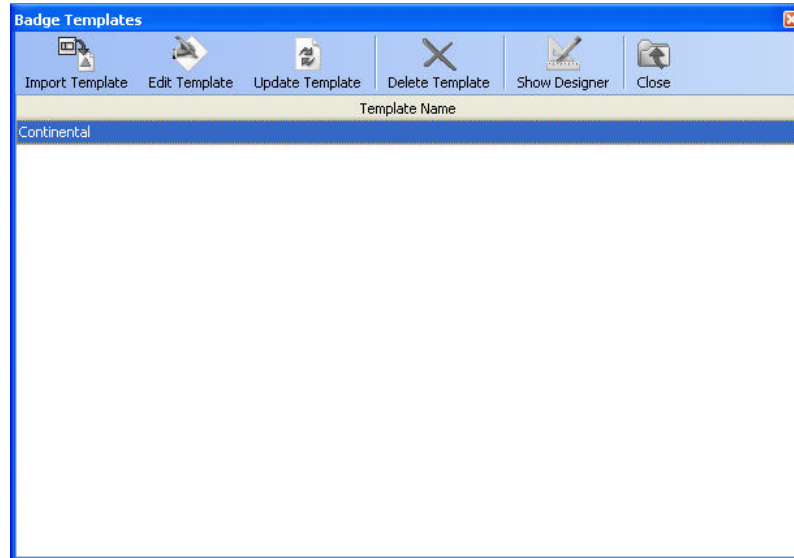 Badge Templates
Import Template Edit Template Update Template Delete Template Show Designer Close
Template Name
Continental